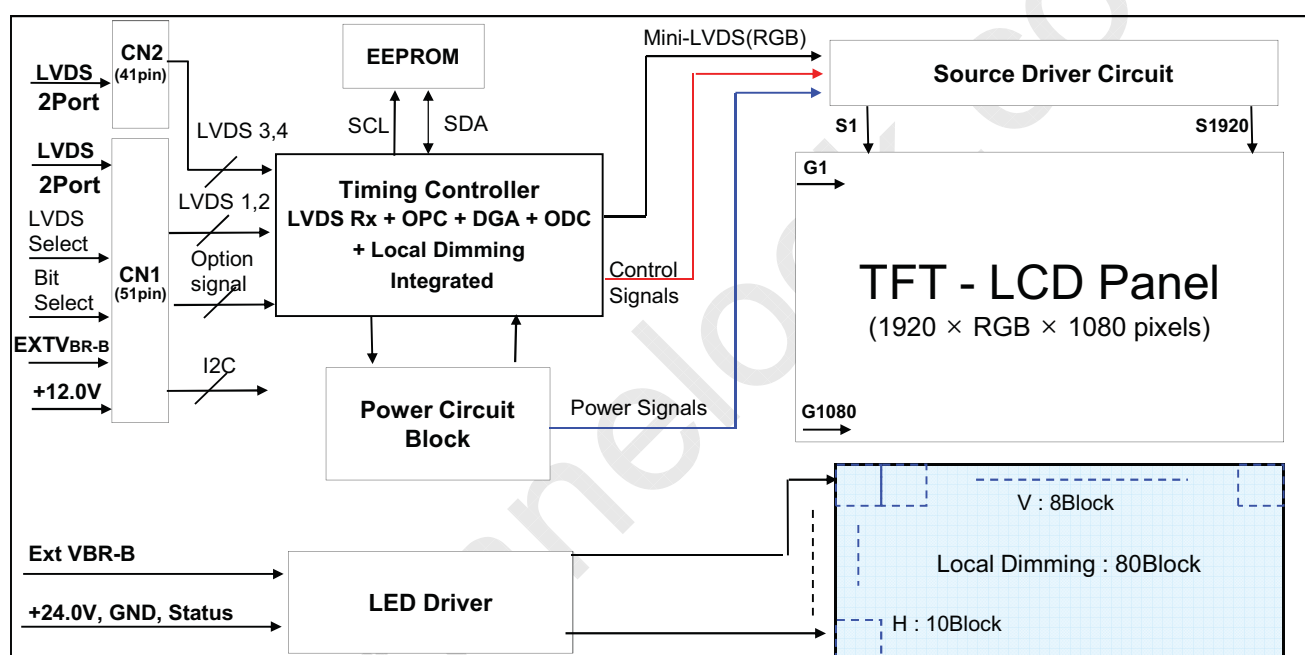 CN2
(41pin)
LVDS
2Port
LVDS
2Port
LVDS
Select
Bit
Select
EXTVBR-B
+12.0V
CN1
(51pin)
LVDS 3,4
LVDS 1,2
Option
signal
I2C
EEPROM
SCL
SDA
Timing Controller
LVDS Rx + OPC + DGA + ODC
+ Local Dimming
Integrated
Power Circuit
Block
Mini-LVDS(RGB)
Control
Signals
Power Signals
Source Driver Circuit
S1
S1920
G1
TFT - LCD Panel
(1920 × RGB × 1080 pixels)
G1080
Ext VBR-B
+24.0V, GND, Status
LED Driver
V : 8Block
Local Dimming : 80Block
H : 10Block